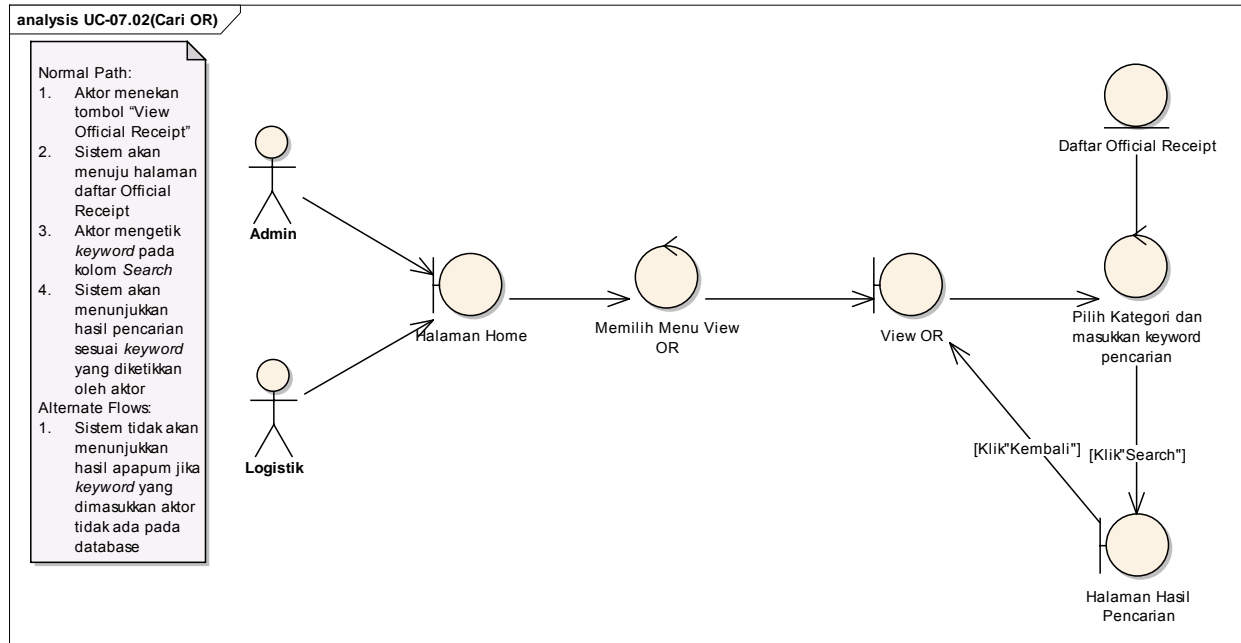 analysis UC-07.02(Cari OR)
Normal Path:
1. Aktor menekan
tombol “View
Official Receipt”
2. Sistem akan
menuju halaman
daftar Official
Receipt
3. Aktor mengetik
keyword pada
kolom Search
4. Sistem akan
menunjukkan
hasil pencarian
sesuai keyword
yang diketikkan
oleh aktor
Alternate Flows:
1. Sistem tidak akan
menunjukkan
hasil apapum jika
keyword yang
dimasukkan aktor
tidak ada pada
database
Admin
Logistik
Halaman Home
Memilih Menu View
OR
View OR
Daftar Official Receipt
Pilih Kategori dan
masukkan keyword
pencarian
[Klik"Kembali"]
[Klik"Search"]
Halaman Hasil
Pencarian